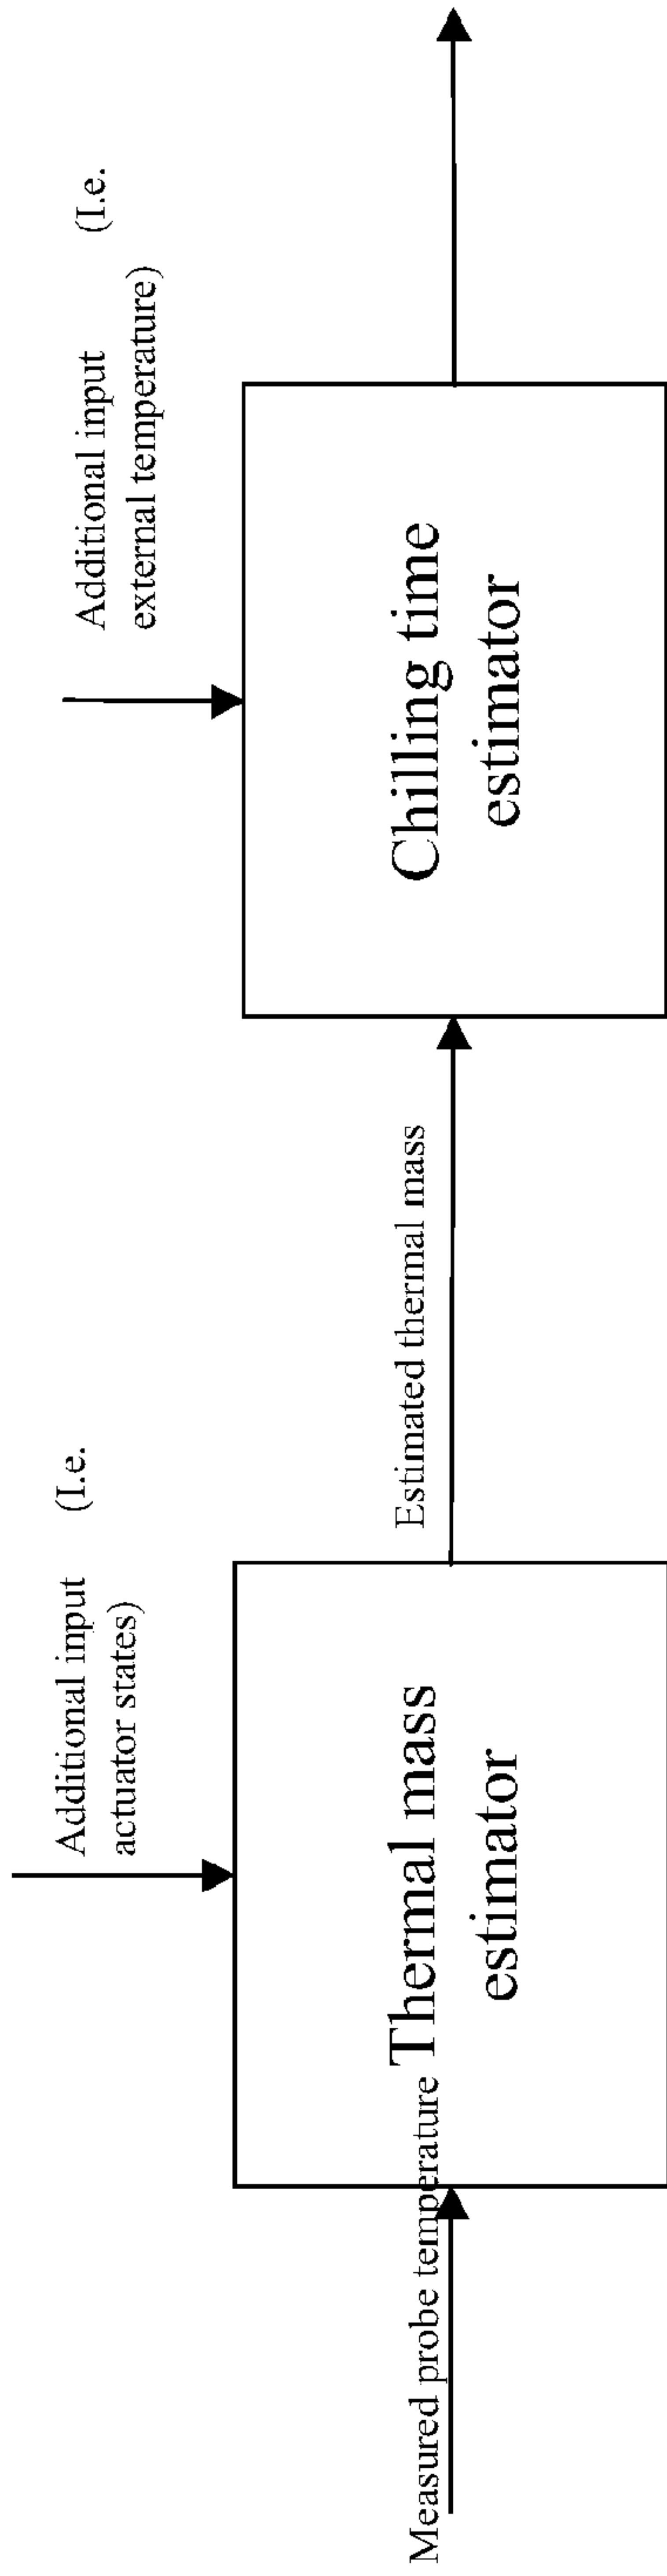 Measured probe temperature
Additional input (I.e.
actuator states)
Thermal mass
estimator
Estimated thermal mass
Additional input (I.e.
external temperature)
Chilling time
estimator